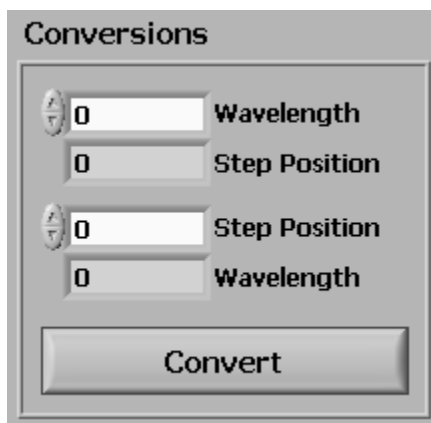 Conversions
0 Wavelength
0 Step Position
0 Step Position
0 Wavelength
Convert